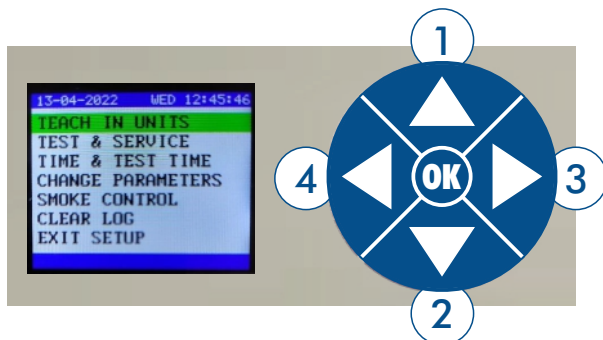 13-04-2022 WED 12:45:46
TEACH IN UNITS
TEST & SERVICE
TIME & TEST TIME
CHANGE PARAMETERS
SMOKE CONTROL
CLEAR LOG
EXIT SETUP
1
4 OK 3
2